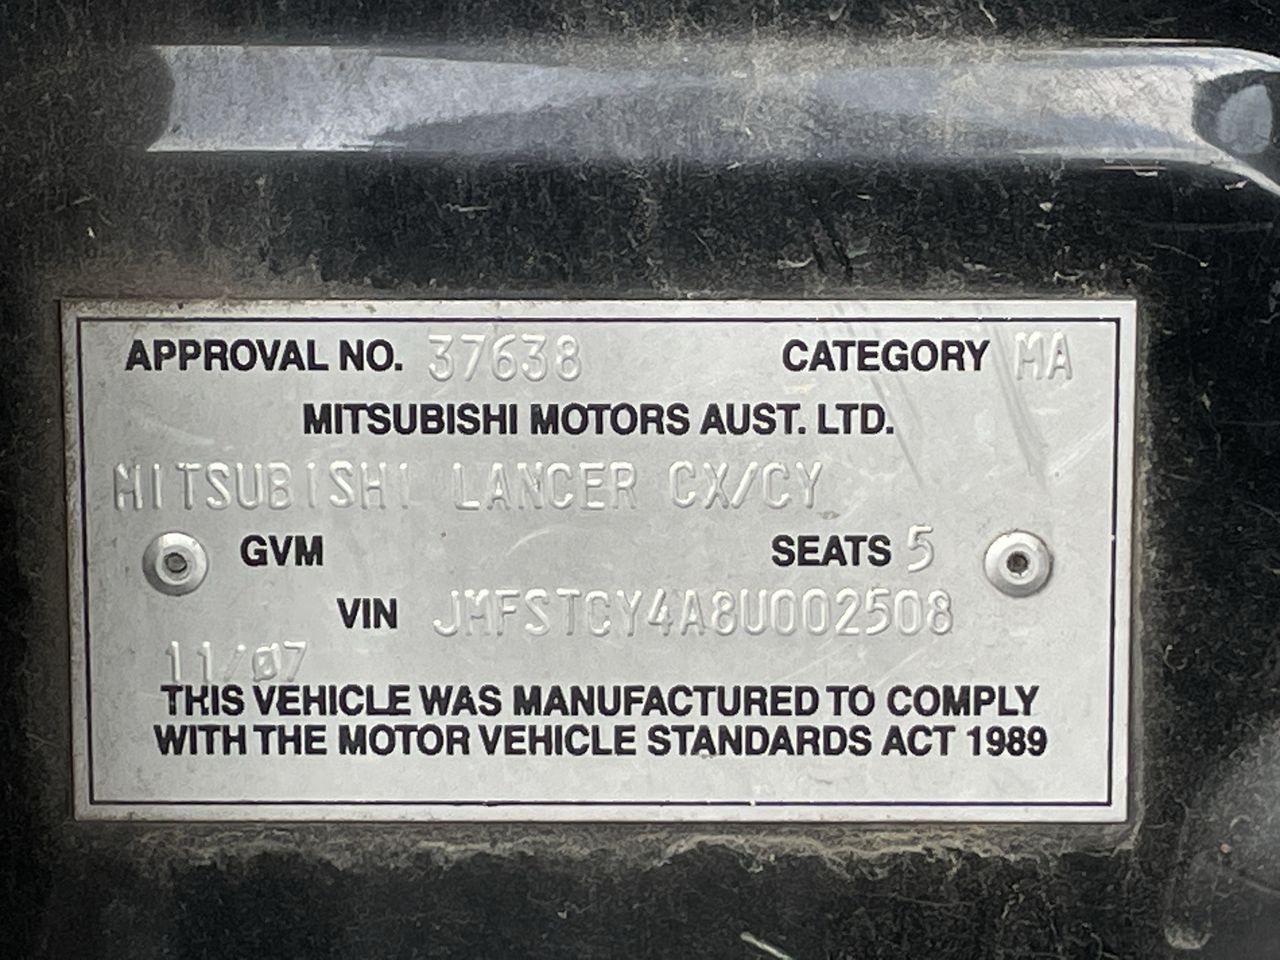 APPROVAL NO. 37638 CATEGORY MA
MITSUBISHI MOTORS AUST. LTD.
MITSUBISHI LANCER CX/CY
GVM SEATS 5
VIN JMFSTCY4A8U002508
11/07
THIS VEHICLE WAS MANUFACTURED TO COMPLY
WITH THE MOTOR VEHICLE STANDARDS ACT 1989